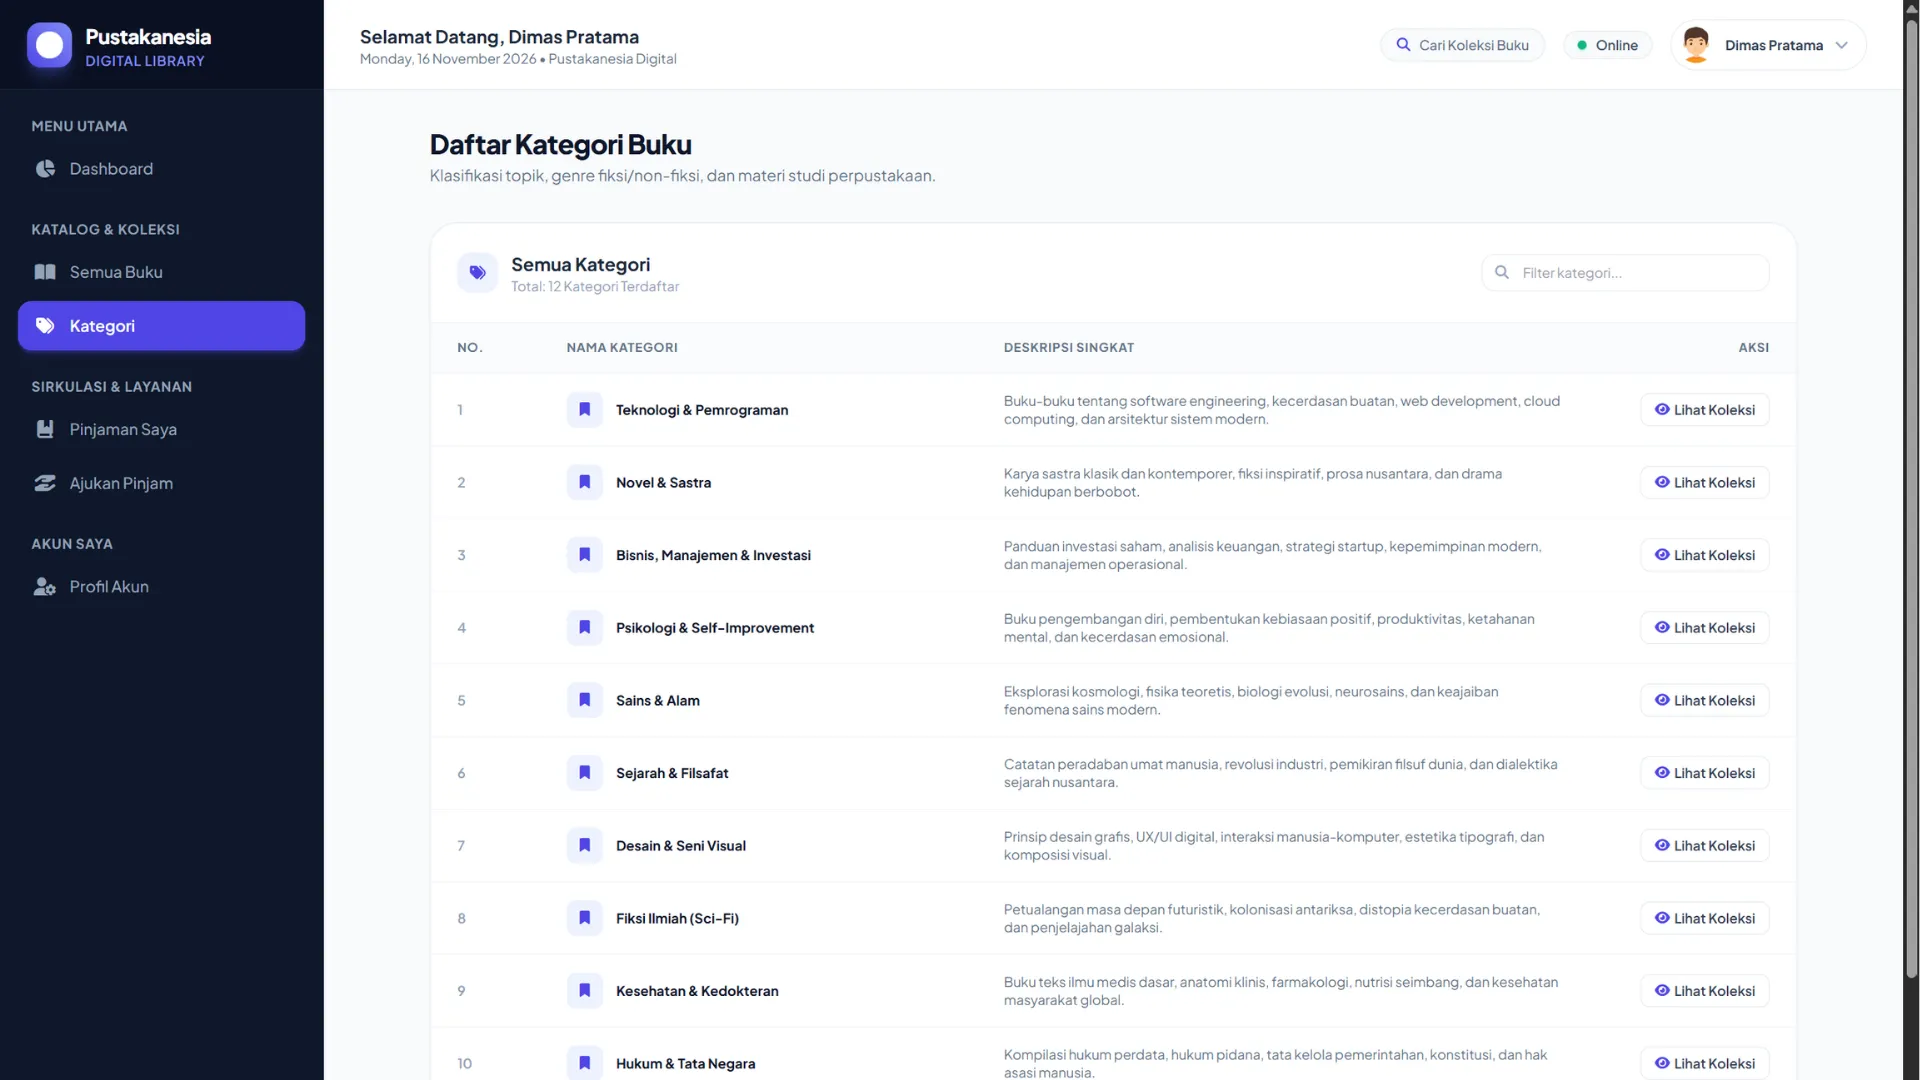 Pustakanesia
DIGITAL LIBRARY
MENU UTAMA
Dashboard
KATALOG & KOLEKSI
Semua Buku
Kategori
SIRKULASI & LAYANAN
Pinjaman Saya
Ajukan Pinjam
AKUN SAYA
Profil Akun
Selamat Datang, Dimas Pratama
Monday, 16 November 2026 • Pustakanesia Digital
Cari Koleksi Buku
Online
Dimas Pratama
Daftar Kategori Buku
Klasifikasi topik, genre fiksi/non-fiksi, dan materi studi perpustakaan.
Semua Kategori
Total: 12 Kategori Terdaftar
Filter kategori...
NO. NAMA KATEGORI DESKRIPSI SINGKAT AKSI
1 Teknologi & Pemrograman
Buku-buku tentang software engineering, kecerdasan buatan, web development, cloud
computing, dan arsitektur sistem modern.
Lihat Koleksi
2 Novel & Sastra
Karya sastra klasik dan kontemporer, fiksi inspiratif, prosa nusantara, dan drama
kehidupan berbobot.
Lihat Koleksi
3 Bisnis, Manajemen & Investasi
Panduan investasi saham, analisis keuangan, strategi startup, kepemimpinan modern,
dan manajemen operasional.
Lihat Koleksi
4 Psikologi & Self-Improvement
Buku pengembangan diri, pembentukan kebiasaan positif, produktivitas, ketahanan
mental, dan kecerdasan emosional.
Lihat Koleksi
5 Sains & Alam
Eksplorasi kosmologi, fisika teoretis, biologi evolusi, neurosains, dan keajaiban
fenomena sains modern.
Lihat Koleksi
6 Sejarah & Filsafat
Catatan peradaban umat manusia, revolusi industri, pemikiran filsuf dunia, dan dialektika
sejarah nusantara.
Lihat Koleksi
7 Desain & Seni Visual
Prinsip desain grafis, UX/UI digital, interaksi manusia-komputer, estetika tipografi, dan
komposisi visual.
Lihat Koleksi
8 Fiksi Ilmiah (Sci-Fi)
Petualangan masa depan futuristik, kolonisasi antariksa, distopia kecerdasan buatan,
dan penjelajahan galaksi.
Lihat Koleksi
9 Kesehatan & Kedokteran
Buku teks ilmu medis dasar, anatomi klinis, farmakologi, nutrisi seimbang, dan kesehatan
masyarakat global.
Lihat Koleksi
10 Hukum & Tata Negara
Kompilasi hukum perdata, hukum pidana, tata kelola pemerintahan, konstitusi, dan hak
asasi manusia.
Lihat Koleksi